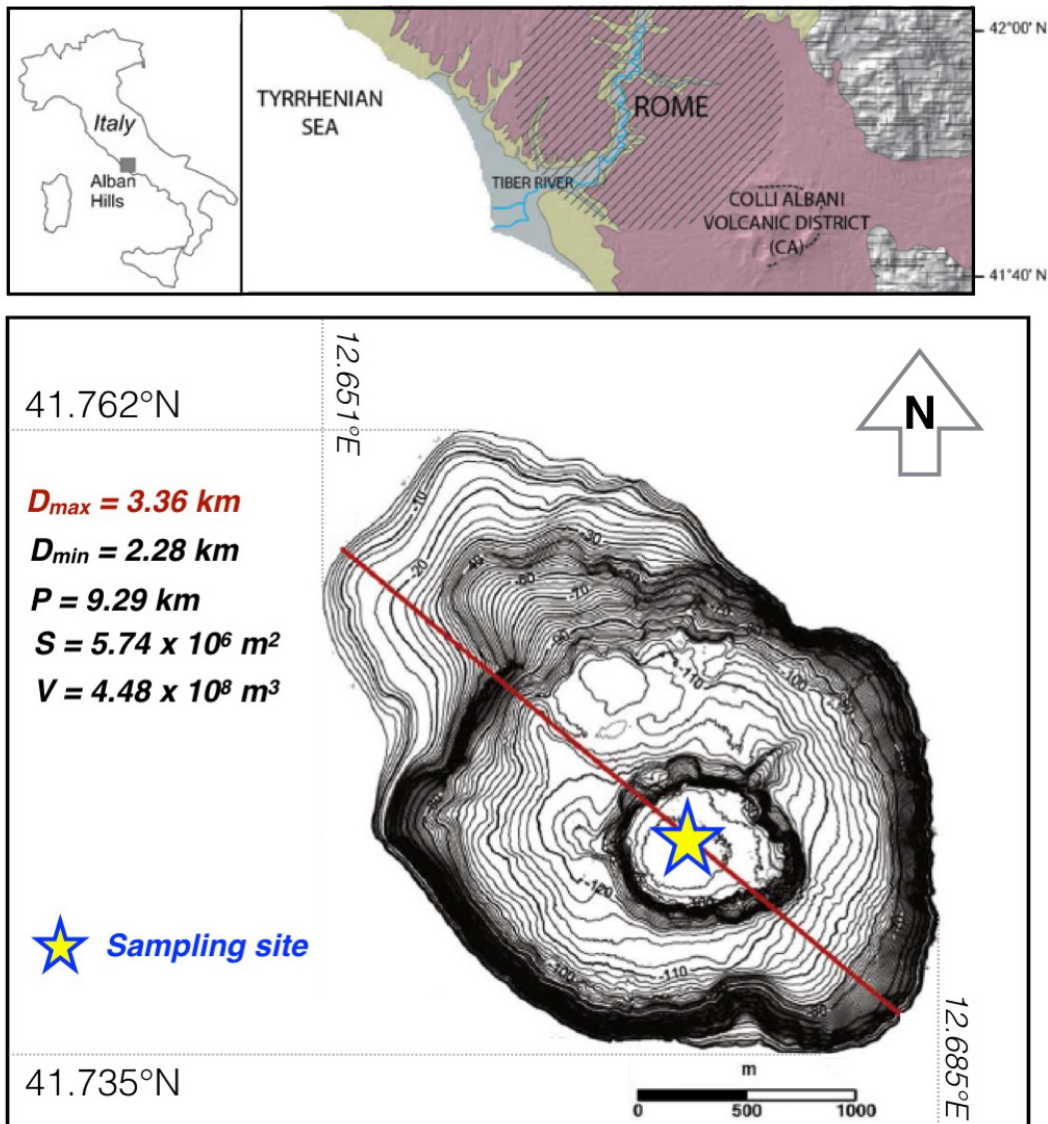 Italy
Alban
Hills
TYRRHENIAN
SEA
ROME
TIBER RIVER
COLLI ALBANI
VOLCANIC DISTRICT
(CA)
42°00' N
41°40' N
41.762°N
12.651°E
N
Dmax = 3.36 km
Dmin = 2.28 km
P = 9.29 km
S = 5.74 x 10⁶ m²
V = 4.48 x 10⁸ m³
-10
-20
-30
-40
-60
-70
-110
-100
-120
-100
-110
Sampling site
41.735°N
12.685°E
m
0
500
1000